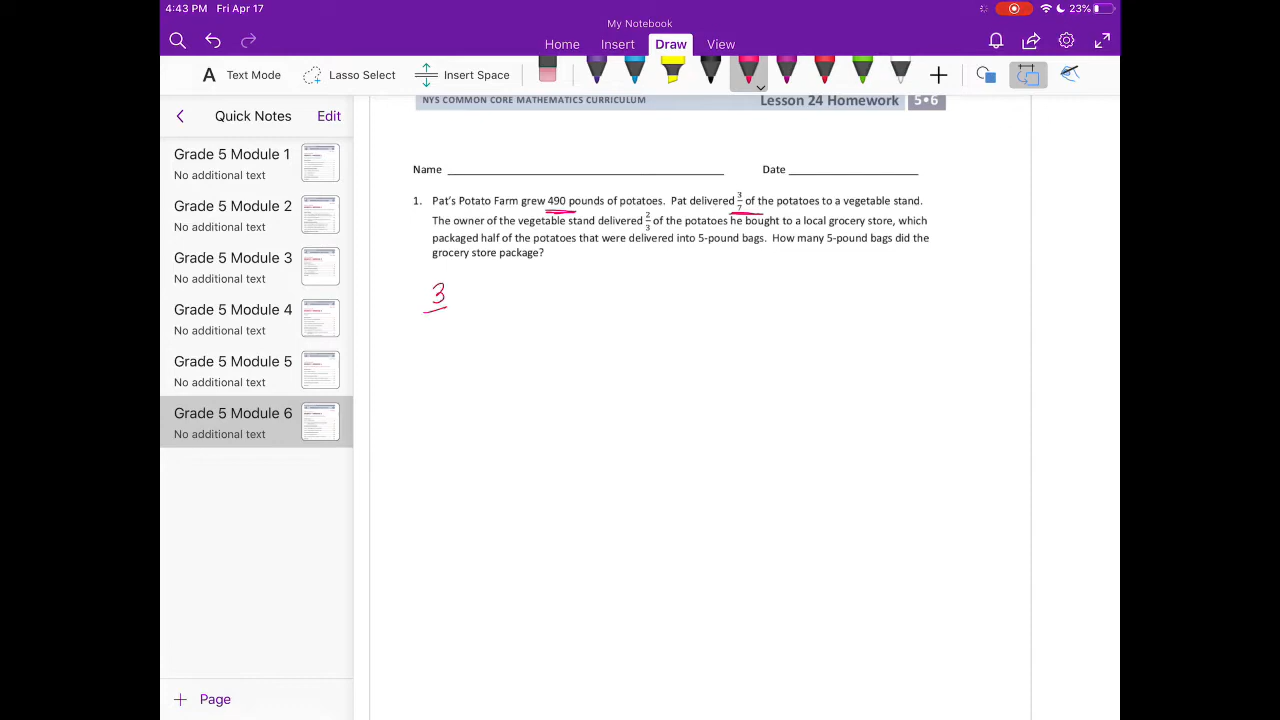 4:43 PM Fri Apr 17
23%
My Notebook
Home Insert Draw View
A Text Mode Lasso Select Insert Space
Quick Notes Edit
Grade 5 Module 1
No additional text
Grade 5 Module 2
No additional text
Grade 5 Module 3
No additional text
Grade 5 Module 4
No additional text
Grade 5 Module 5
No additional text
Grade 5 Module 6
No additional text
+ Page
NYS COMMON CORE MATHEMATICS CURRICULUM Lesson 24 Homework 5•6
Name ____ Date ____
1. Pat's Potato Farm grew 490 pounds of potatoes. Pat delivered 3/7 of the potatoes to a vegetable stand.
The owner of the vegetable stand delivered 2/3 of the potatoes he bought to a local grocery store, which
packaged half of the potatoes that were delivered into 5-pound bags. How many 5-pound bags did the
grocery store package?
3